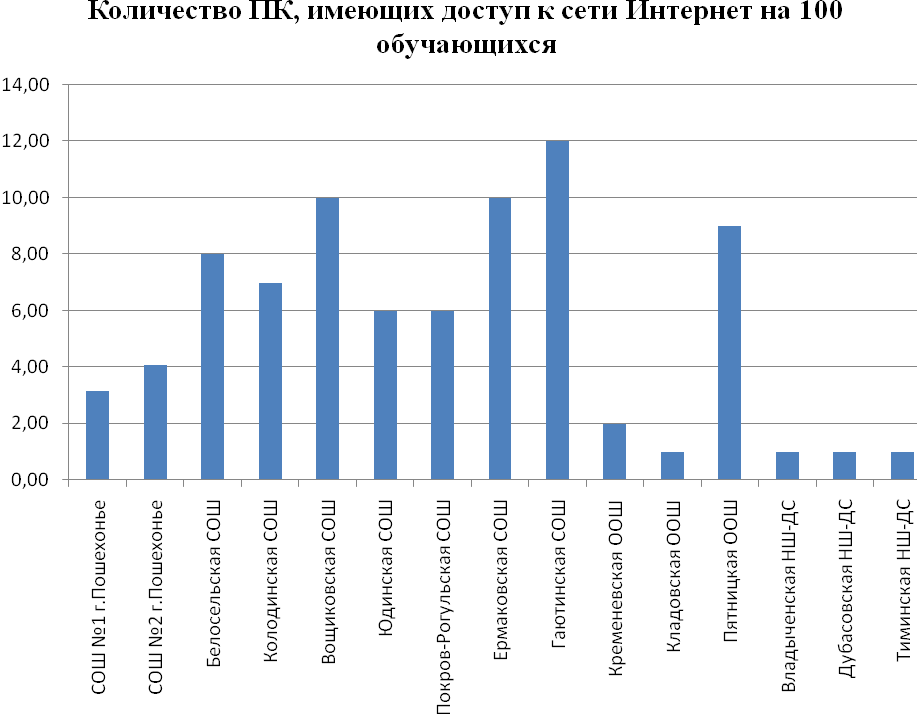 Количество ПК, имеющих доступ к сети Интернет на 100
обучающихся
14,00
12,00
10,00
8,00
6,00
4,00
2,00
0,00
СОШ №1 г.Пошехонье
СОШ №2 г.Пошехонье
Белосельская СОШ
Колодинская СОШ
Вощиковская СОШ
Юдинская СОШ
Покров-Рогульская СОШ
Ермаковская СОШ
Гаютинская СОШ
Кременевская ООШ
Кладовская ООШ
Пятницкая ООШ
Владыченская НШ-ДС
Дубасовская НШ-ДС
Тиминская НШ-ДС